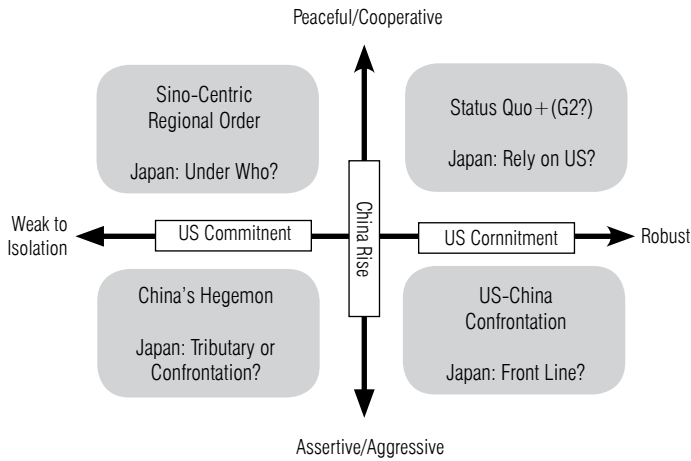 Peaceful/Cooperative
Sino-Centric
Regional Order
Japan: Under Who?
Status Quo+(G2?)
Japan: Rely on US?
Weak to
Isolation
US Commitnent
China Rise
US Cornnitment
Robust
China's Hegemon
Japan: Tributary or
Confrontation?
US-China
Confrontation
Japan: Front Line?
Assertive/Aggressive